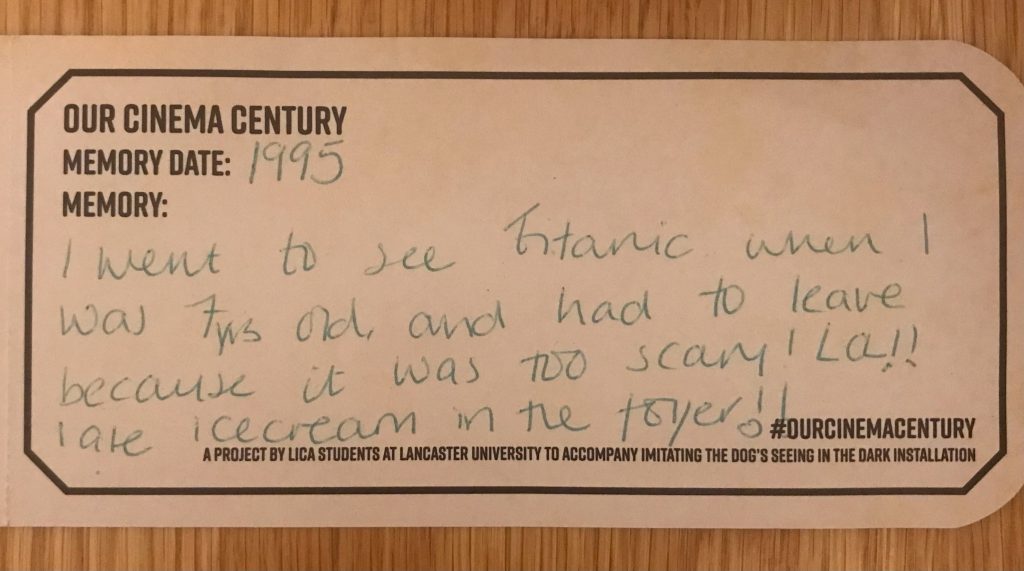 OUR CINEMA CENTURY
MEMORY DATE: 1995
MEMORY:
I went to see Titanic when I
was 7yrs old, and had to leave
because it was too scary! La!!
I ate icecream in the foyer!!
#OURCINEMACENTURY
A PROJECT BY LICA STUDENTS AT LANCASTER UNIVERSITY TO ACCOMPANY IMITATING THE DOG'S SEEING IN THE DARK INSTALLATION